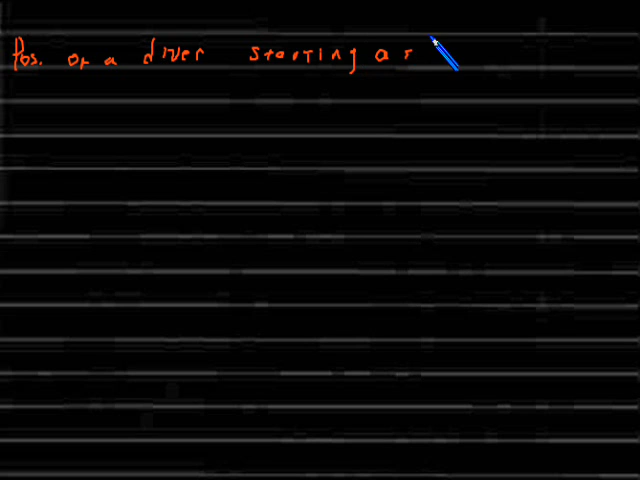 Pos. of a diver starting at